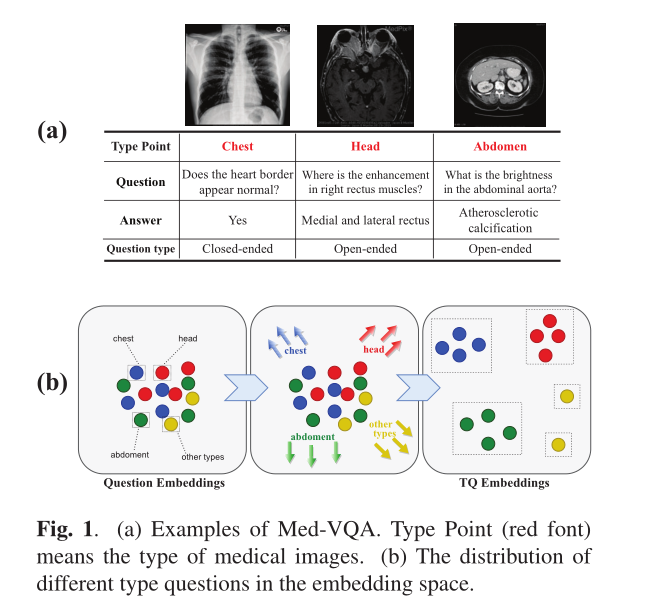 MedPix®
(a)
Type Point Chest Head Abdomen
Question Does the heart border appear normal? Where is the enhancement in right rectus muscles? What is the brightness in the abdominal aorta?
Answer Yes Medial and lateral rectus Atherosclerotic calcification
Question type Closed-ended Open-ended Open-ended
(b)
chest head
abdoment other types
Question Embeddings
chest head
abdoment other types
TQ Embeddings
Fig. 1. (a) Examples of Med-VQA. Type Point (red font)
means the type of medical images. (b) The distribution of
different type questions in the embedding space.